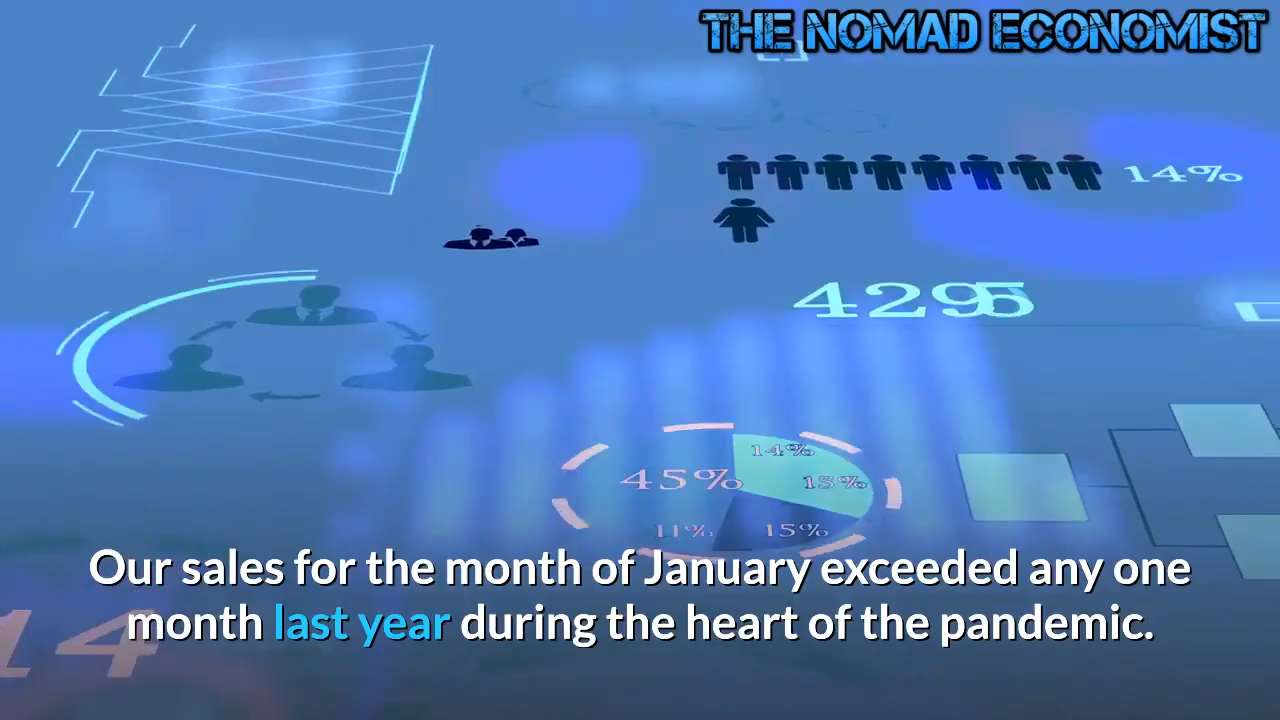 THE NOMAD ECONOMIST
14%
4295
14%
45%
15%
11%
15%
Our sales for the month of January exceeded any one
month last year during the heart of the pandemic.
14